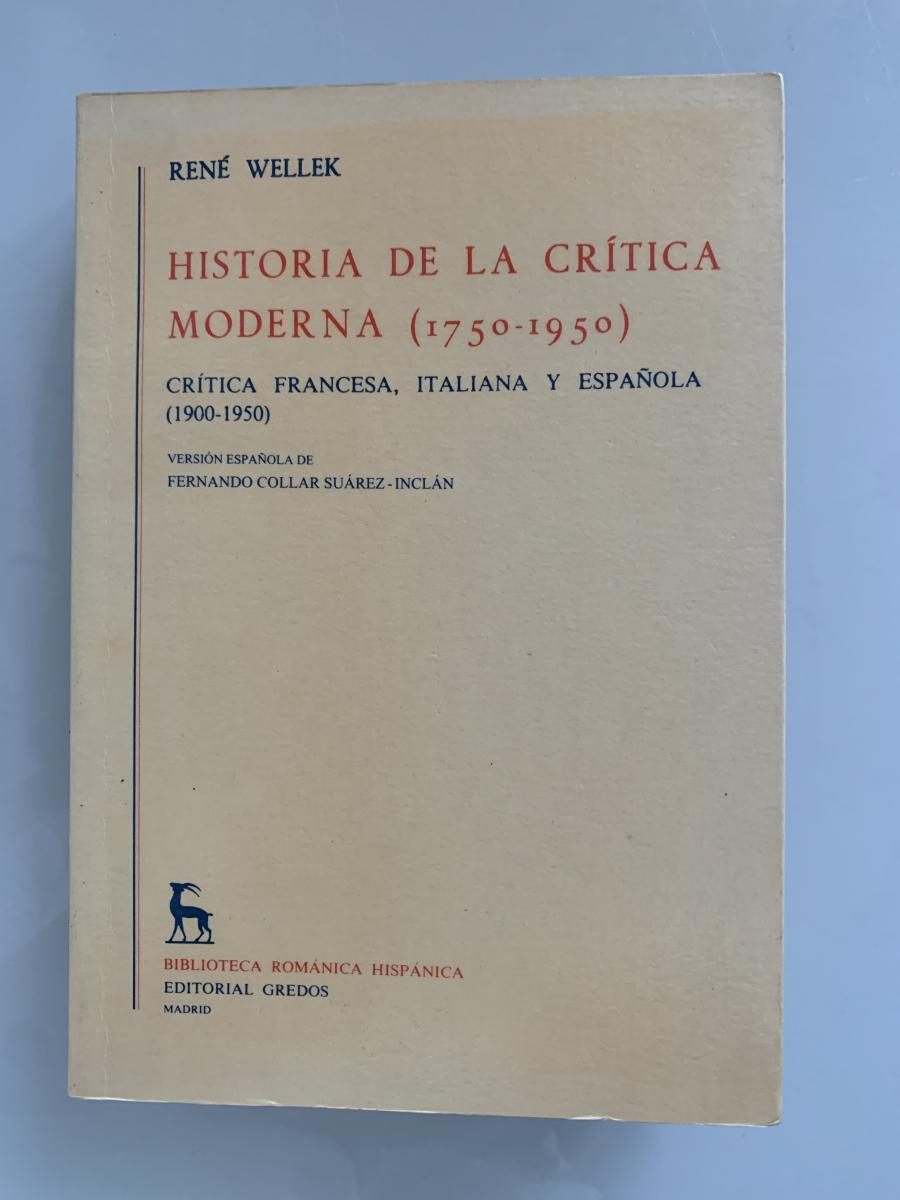 RENÉ WELLEK
HISTORIA DE LA CRÍTICA
MODERNA (1750-1950)
CRÍTICA FRANCESA, ITALIANA Y ESPAÑOLA
(1900-1950)
VERSIÓN ESPAÑOLA DE
FERNANDO COLLAR SUÁREZ-INCLÁN
BIBLIOTECA ROMÁNICA HISPÁNICA
EDITORIAL GREDOS
MADRID